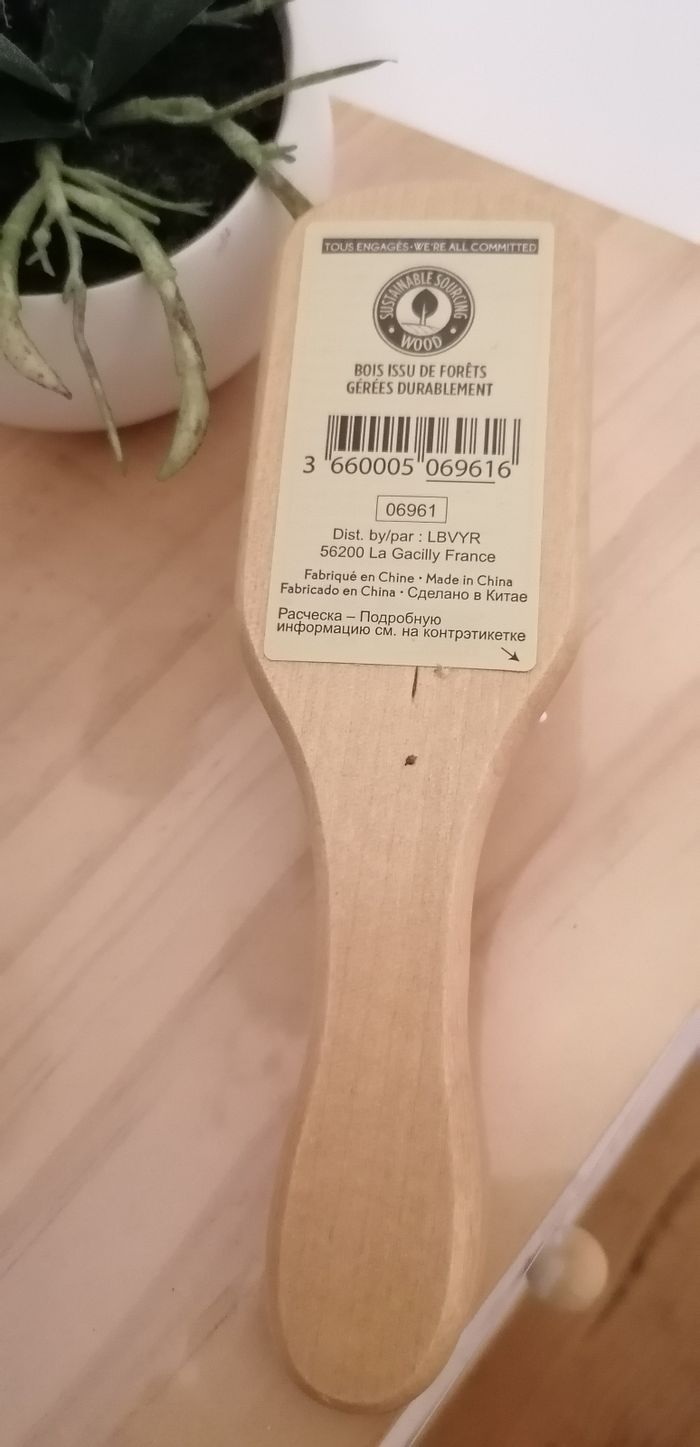 TOUS ENGAGÉS•WE'RE ALL COMMITTED
SUSTAINABLE SOURCING
• WOOD •
BOIS ISSU DE FORÊTS
GÉRÉES DURABLEMENT
3 660005 069616
06961
Dist. by/par : LBVYR
56200 La Gacilly France
Fabriqué en Chine • Made in China
Fabricado en China • Сделано в Китае
Расческа – Подробную
информацию см. на контрэтикетке